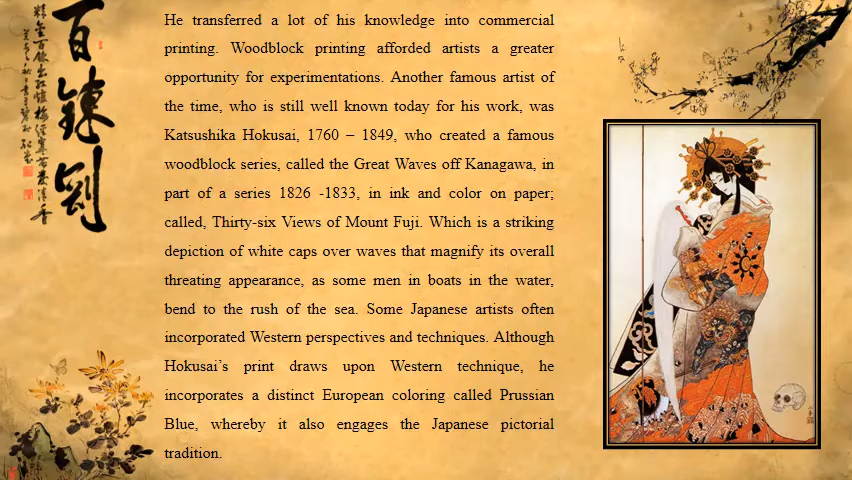 百錬剣
He transferred a lot of his knowledge into commercial
printing. Woodblock printing afforded artists a greater
opportunity for experimentations. Another famous artist of
the time, who is still well known today for his work, was
Katsushika Hokusai, 1760 – 1849, who created a famous
woodblock series, called the Great Waves off Kanagawa, in
part of a series 1826 -1833, in ink and color on paper;
called, Thirty-six Views of Mount Fuji. Which is a striking
depiction of white caps over waves that magnify its overall
threating appearance, as some men in boats in the water,
bend to the rush of the sea. Some Japanese artists often
incorporated Western perspectives and techniques. Although
Hokusai’s print draws upon Western technique, he
incorporates a distinct European coloring called Prussian
Blue, whereby it also engages the Japanese pictorial
tradition.